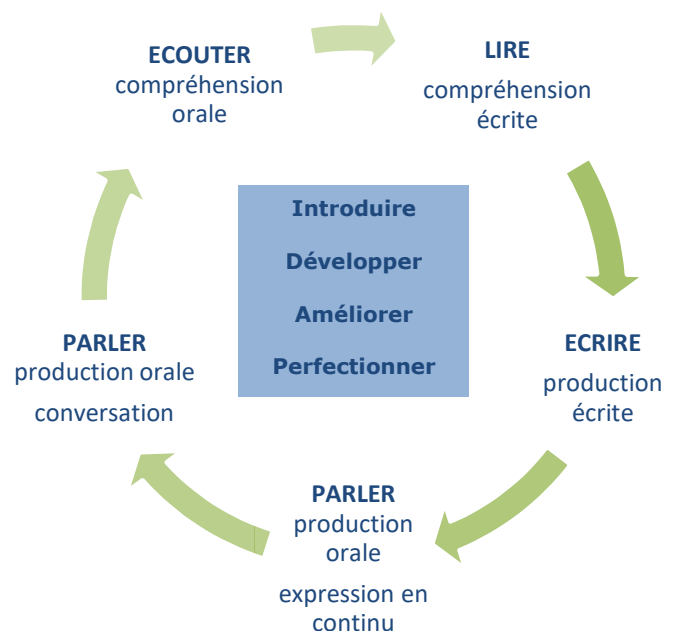 ECOUTER
compréhension
orale
LIRE
compréhension
écrite
Introduire
Développer
Améliorer
Perfectionner
ECRIRE
production
écrite
PARLER
production
orale
expression en
continu
PARLER
production orale
conversation